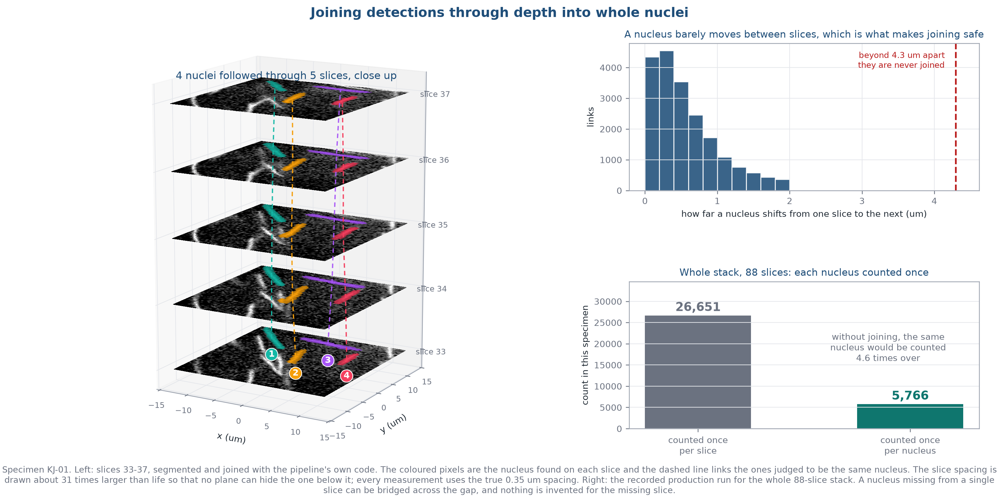 Joining detections through depth into whole nuclei
4 nuclei followed through 5 slices, close up
slice 37
slice 36
slice 35
slice 34
slice 33
1
2
3
4
−15
−10
−5
0
5
10
15
x (um)
−15
−10
−5
0
5
10
15
y (um)
A nucleus barely moves between slices, which is what makes joining safe
beyond 4.3 um apart
they are never joined
links
4000
3000
2000
1000
0
0
1
2
3
4
how far a nucleus shifts from one slice to the next (um)
Whole stack, 88 slices: each nucleus counted once
count in this specimen
30000
25000
20000
15000
10000
5000
0
26,651
without joining, the same
nucleus would be counted
4.6 times over
5,766
counted once
per slice
counted once
per nucleus
Specimen KJ-01. Left: slices 33-37, segmented and joined with the pipeline's own code. The coloured pixels are the nucleus found on each slice and the dashed line links the ones judged to be the same nucleus. The slice spacing is
drawn about 31 times larger than life so that no plane can hide the one below it; every measurement uses the true 0.35 um spacing. Right: the recorded production run for the whole 88-slice stack. A nucleus missing from a single
slice can be bridged across the gap, and nothing is invented for the missing slice.